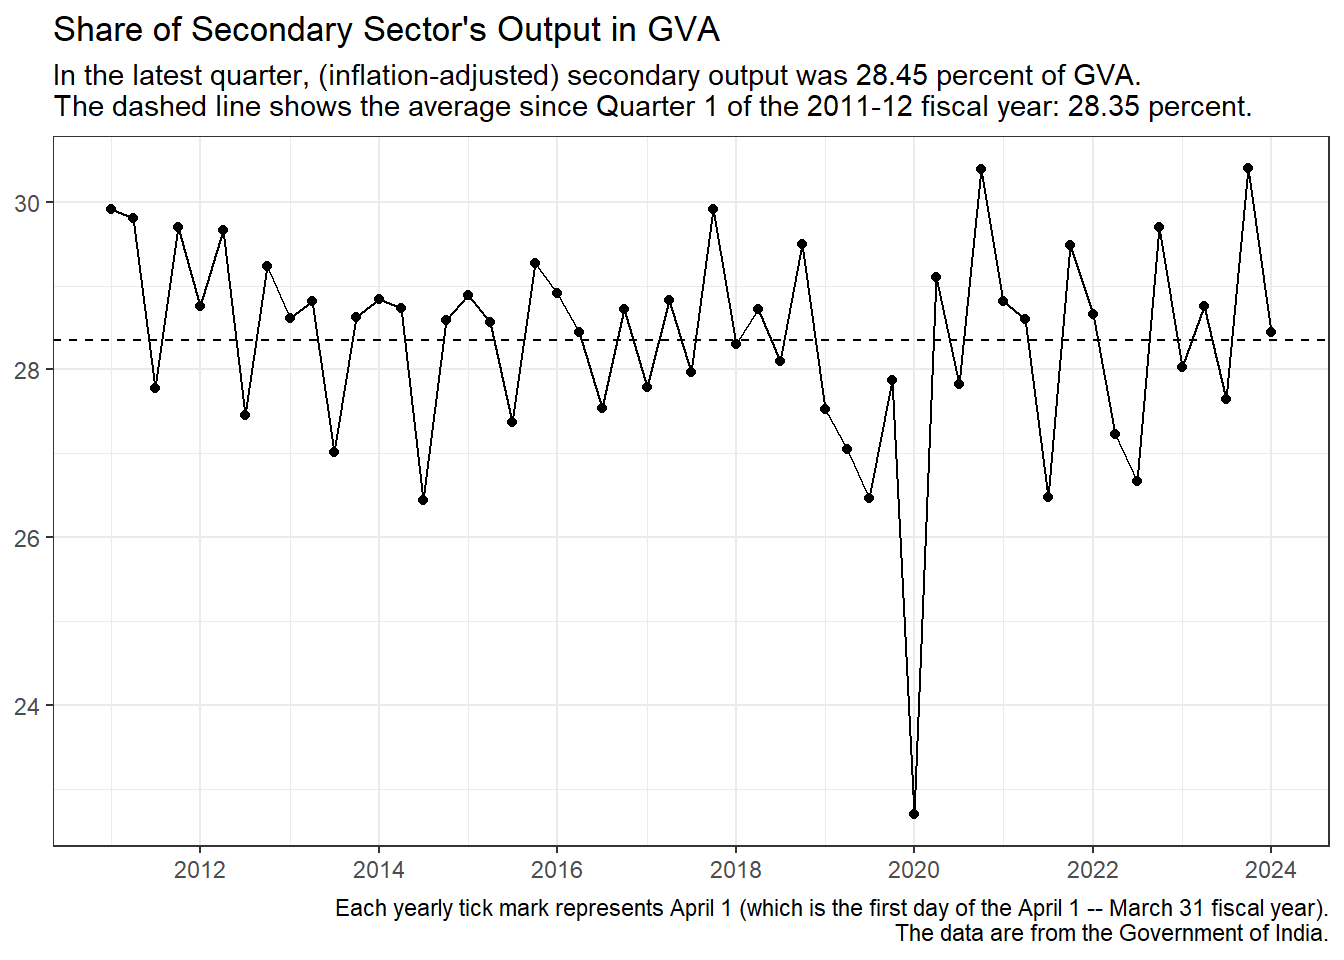 Share of Secondary Sector's Output in GVA
In the latest quarter, (inflation-adjusted) secondary output was 28.45 percent of GVA.
The dashed line shows the average since Quarter 1 of the 2011-12 fiscal year: 28.35 percent.
30
28
26
24
2012 2014 2016 2018 2020 2022 2024
Each yearly tick mark represents April 1 (which is the first day of the April 1 -- March 31 fiscal year).
The data are from the Government of India.